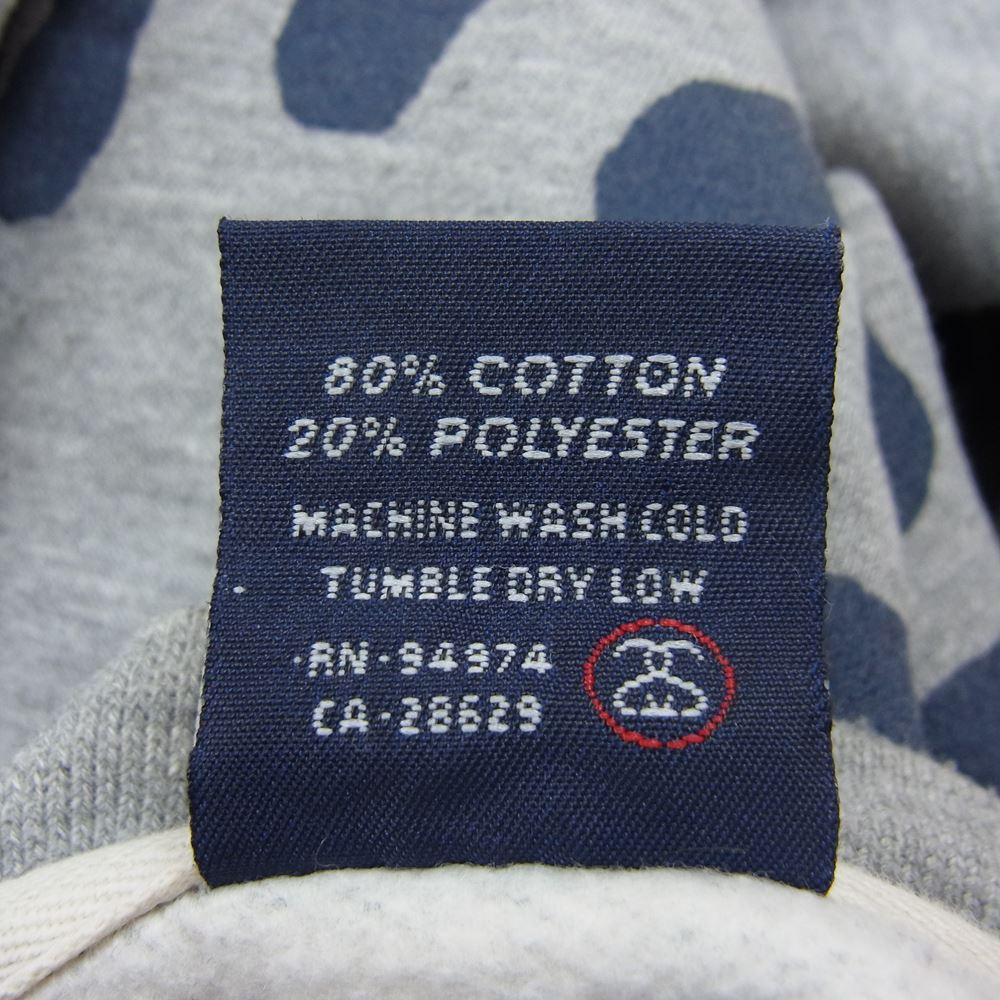 80% COTTON
20% POLYESTER
MACHINE WASH COLD
TUMBLE DRY LOW
·RN·94974
CA·28629